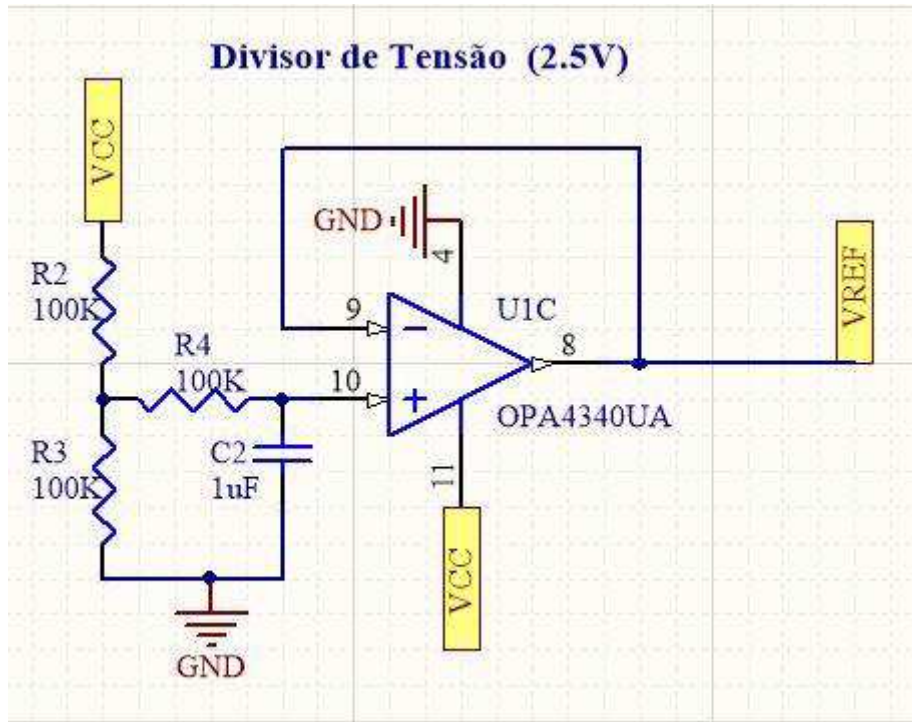 Divisor de Tensão (2.5V)
VCC
GND
4
R2
100K
9
U1C
VREF
−
8
R4
100K
10
+
OPA4340UA
R3
100K
C2
1uF
11
VCC
GND